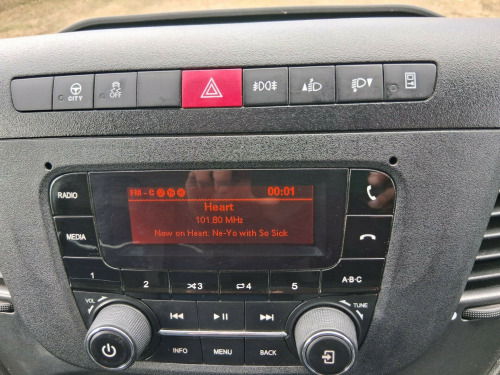 CITY
OFF
FM - C
00:01
Heart
101.80 MHz
Now on Heart: Ne-Yo with So Sick
RADIO
MEDIA
1 2 3 4 5 A-B-C
VOL
TUNE
INFO MENU BACK